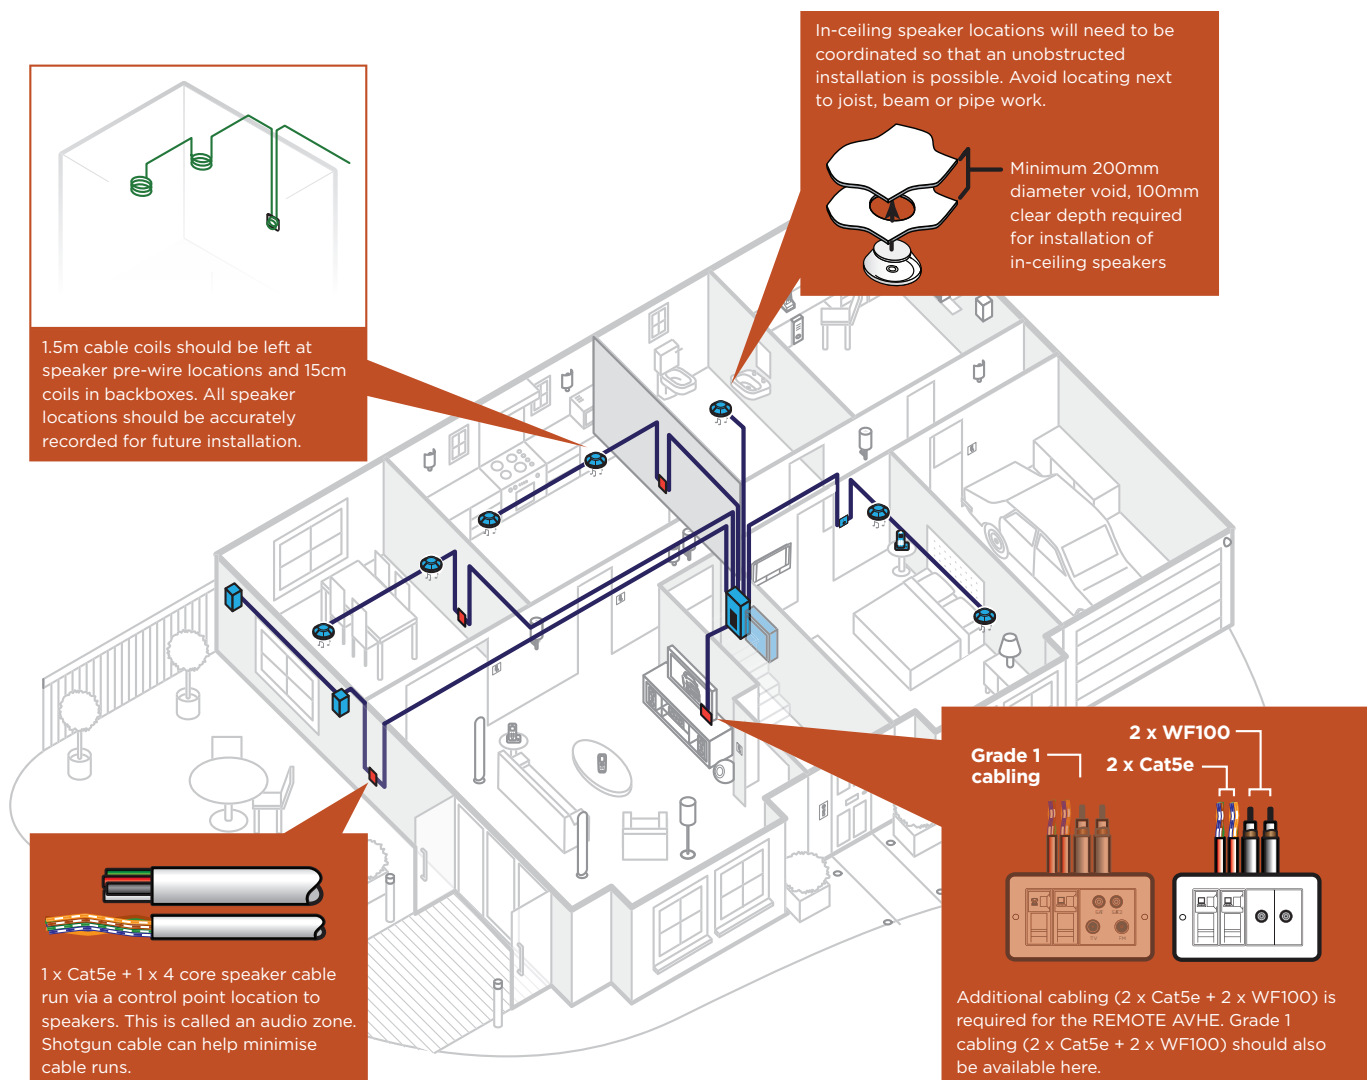 In-ceiling speaker locations will need to be
coordinated so that an unobstructed
installation is possible. Avoid locating next
to joist, beam or pipe work.
Minimum 200mm
diameter void, 100mm
clear depth required
for installation of
in-ceiling speakers
1.5m cable coils should be left at
speaker pre-wire locations and 15cm
coils in backboxes. All speaker
locations should be accurately
recorded for future installation.
1 x Cat5e + 1 x 4 core speaker cable
run via a control point location to
speakers. This is called an audio zone.
Shotgun cable can help minimise
cable runs.
Grade 1
cabling
2 x WF100
2 x Cat5e
SAT
SAT2
TV
FM
Additional cabling (2 x Cat5e + 2 x WF100) is
required for the REMOTE AVHE. Grade 1
cabling (2 x Cat5e + 2 x WF100) should also
be available here.